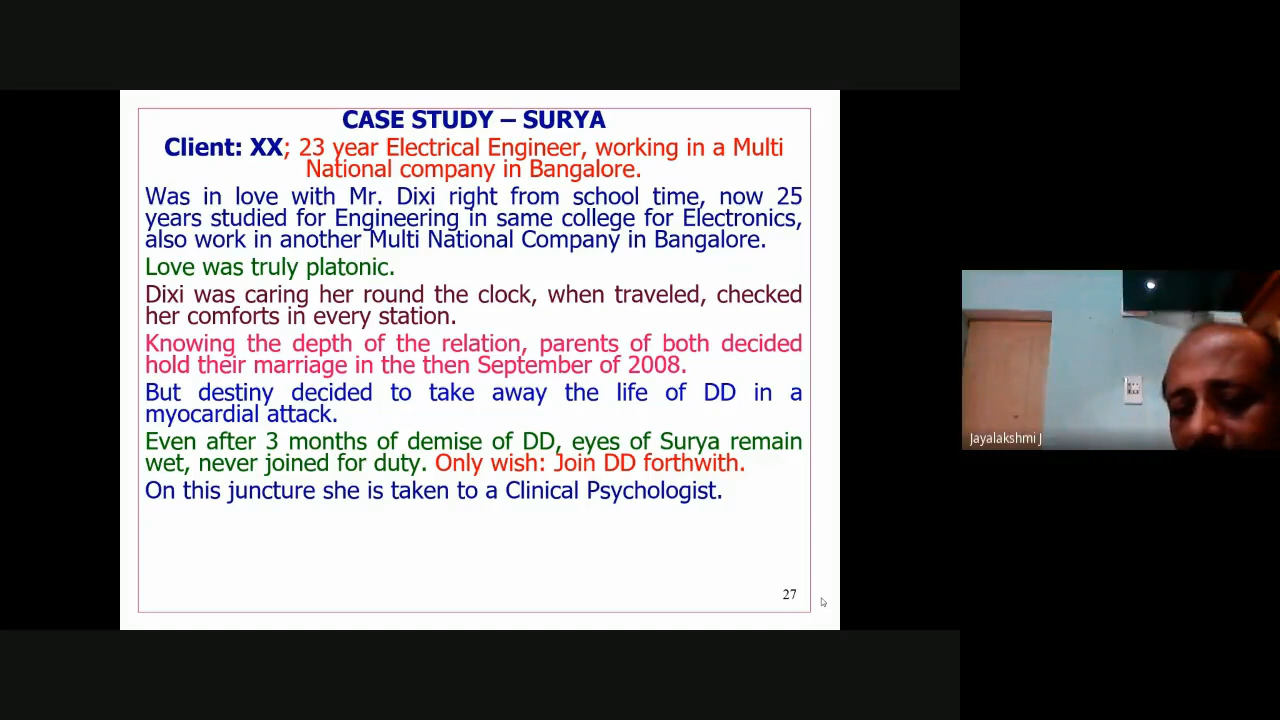 CASE STUDY – SURYA
Client: XX; 23 year Electrical Engineer, working in a Multi
National company in Bangalore.
Was in love with Mr. Dixi right from school time, now 25
years studied for Engineering in same college for Electronics,
also work in another Multi National Company in Bangalore.
Love was truly platonic.
Dixi was caring her round the clock, when traveled, checked
her comforts in every station.
Knowing the depth of the relation, parents of both decided
hold their marriage in the then September of 2008.
But destiny decided to take away the life of DD in a
myocardial attack.
Even after 3 months of demise of DD, eyes of Surya remain
wet, never joined for duty. Only wish: Join DD forthwith.
On this juncture she is taken to a Clinical Psychologist.
27
Jayalakshmi J